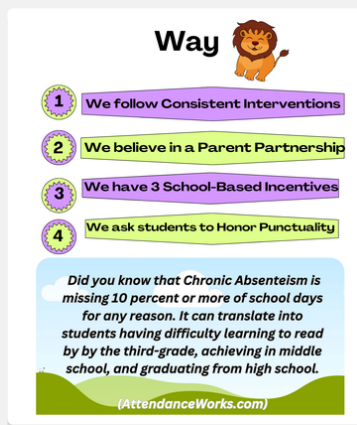 Way
1 We follow Consistent Interventions
2 We believe in a Parent Partnership
3 We have 3 School-Based Incentives
4 We ask students to Honor Punctuality
Did you know that Chronic Absenteism is
missing 10 percent or more of school days
for any reason. It can translate into
students having difficulty learning to read
by by the third-grade, achieving in middle
school, and graduating from high school.
(AttendanceWorks.com)